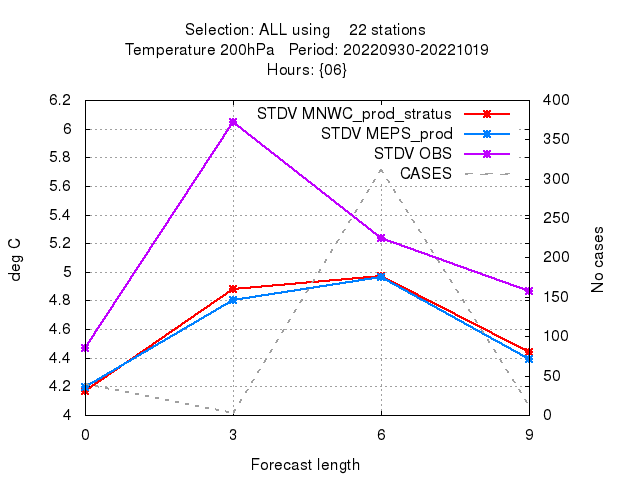 Selection: ALL using    22 stations
Temperature 200hPa   Period: 20220930-20221019
Hours: {06}
STDV MNWC_prod_stratus
STDV MEPS_prod
STDV OBS
CASES
6.2
6
5.8
5.6
5.4
5.2
5
4.8
4.6
4.4
4.2
4
deg C
400
350
300
250
200
150
100
50
0
No cases
0 3 6 9
Forecast length